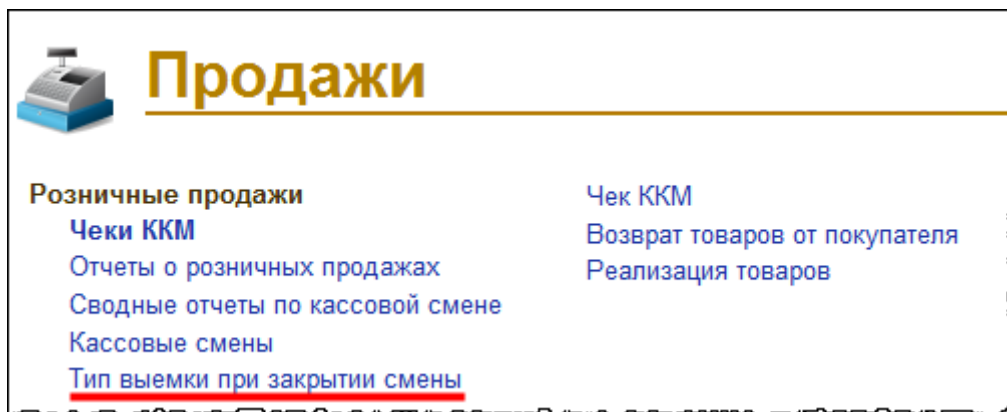 Продажи
Розничные продажи
Чеки ККМ
Отчеты о розничных продажах
Сводные отчеты по кассовой смене
Кассовые смены
Тип выемки при закрытии смены
Чек ККМ
Возврат товаров от покупателя
Реализация товаров